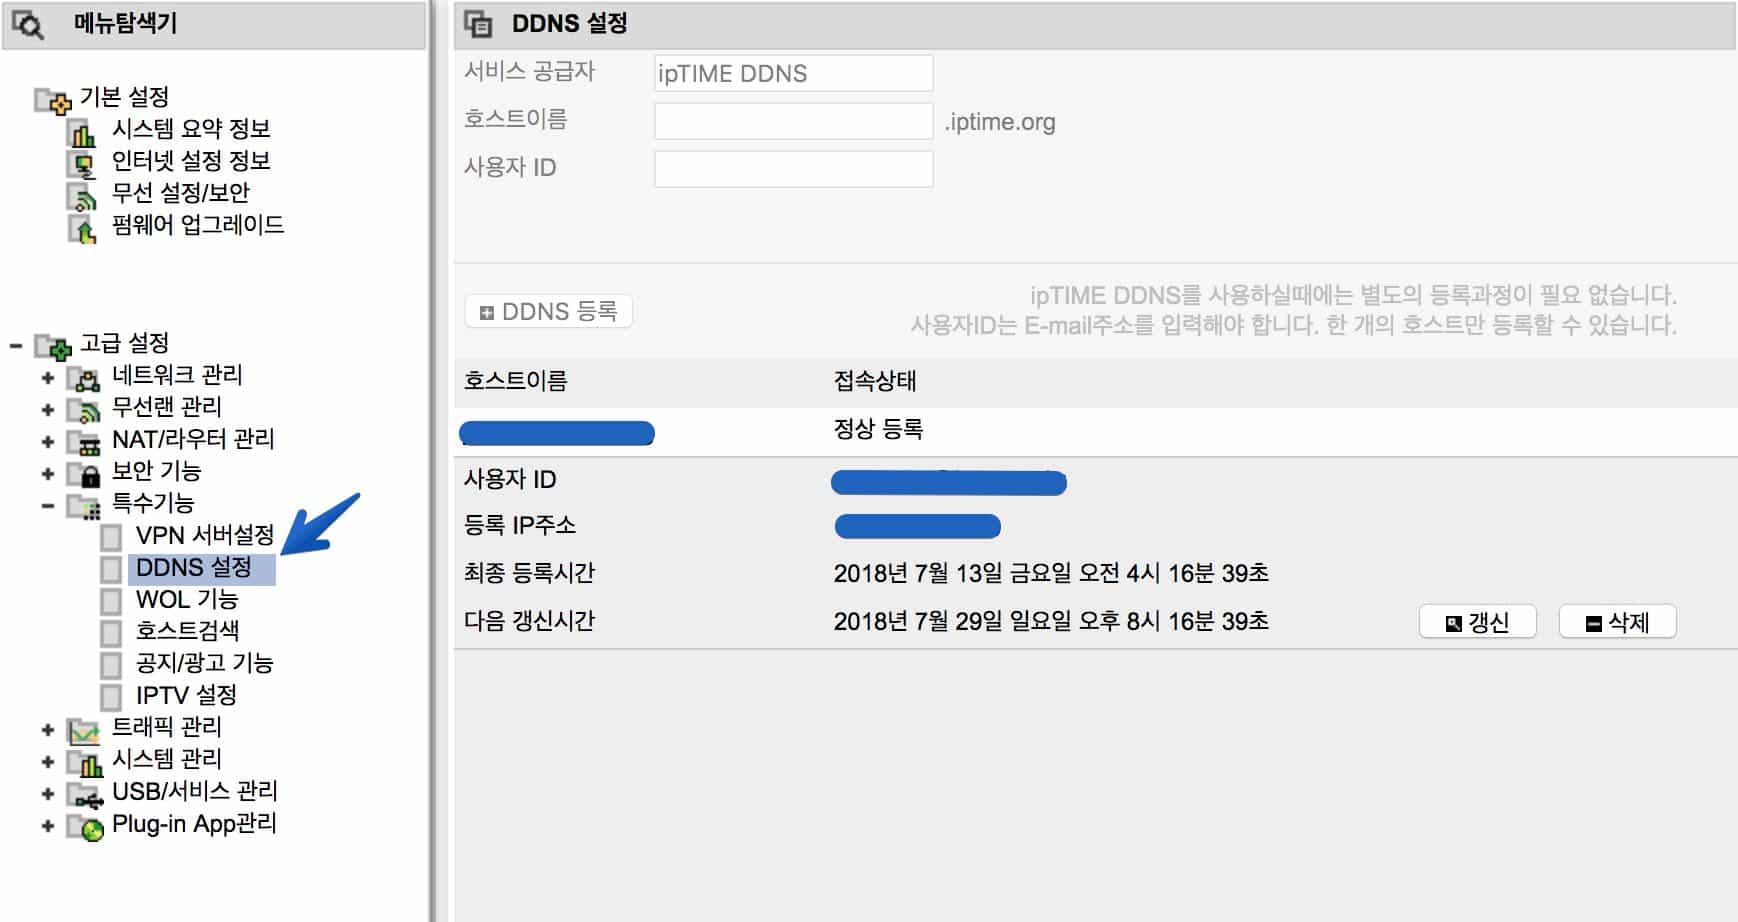 메뉴탐색기
기본 설정
시스템 요약 정보
인터넷 설정 정보
무선 설정/보안
펌웨어 업그레이드
고급 설정
네트워크 관리
무선랜 관리
NAT/라우터 관리
보안 기능
특수기능
VPN 서버설정
DDNS 설정
WOL 기능
호스트검색
공지/광고 기능
IPTV 설정
트래픽 관리
시스템 관리
USB/서비스 관리
Plug-in App관리
DDNS 설정
서비스 공급자 ipTIME DDNS
호스트이름 .iptime.org
사용자 ID
DDNS 등록
ipTIME DDNS를 사용하실때에는 별도의 등록과정이 필요 없습니다.
사용자ID는 E-mail주소를 입력해야 합니다. 한 개의 호스트만 등록할 수 있습니다.
호스트이름 접속상태
정상 등록
사용자 ID
등록 IP주소
최종 등록시간 2018년 7월 13일 금요일 오전 4시 16분 39초
다음 갱신시간 2018년 7월 29일 일요일 오후 8시 16분 39초 갱신 삭제